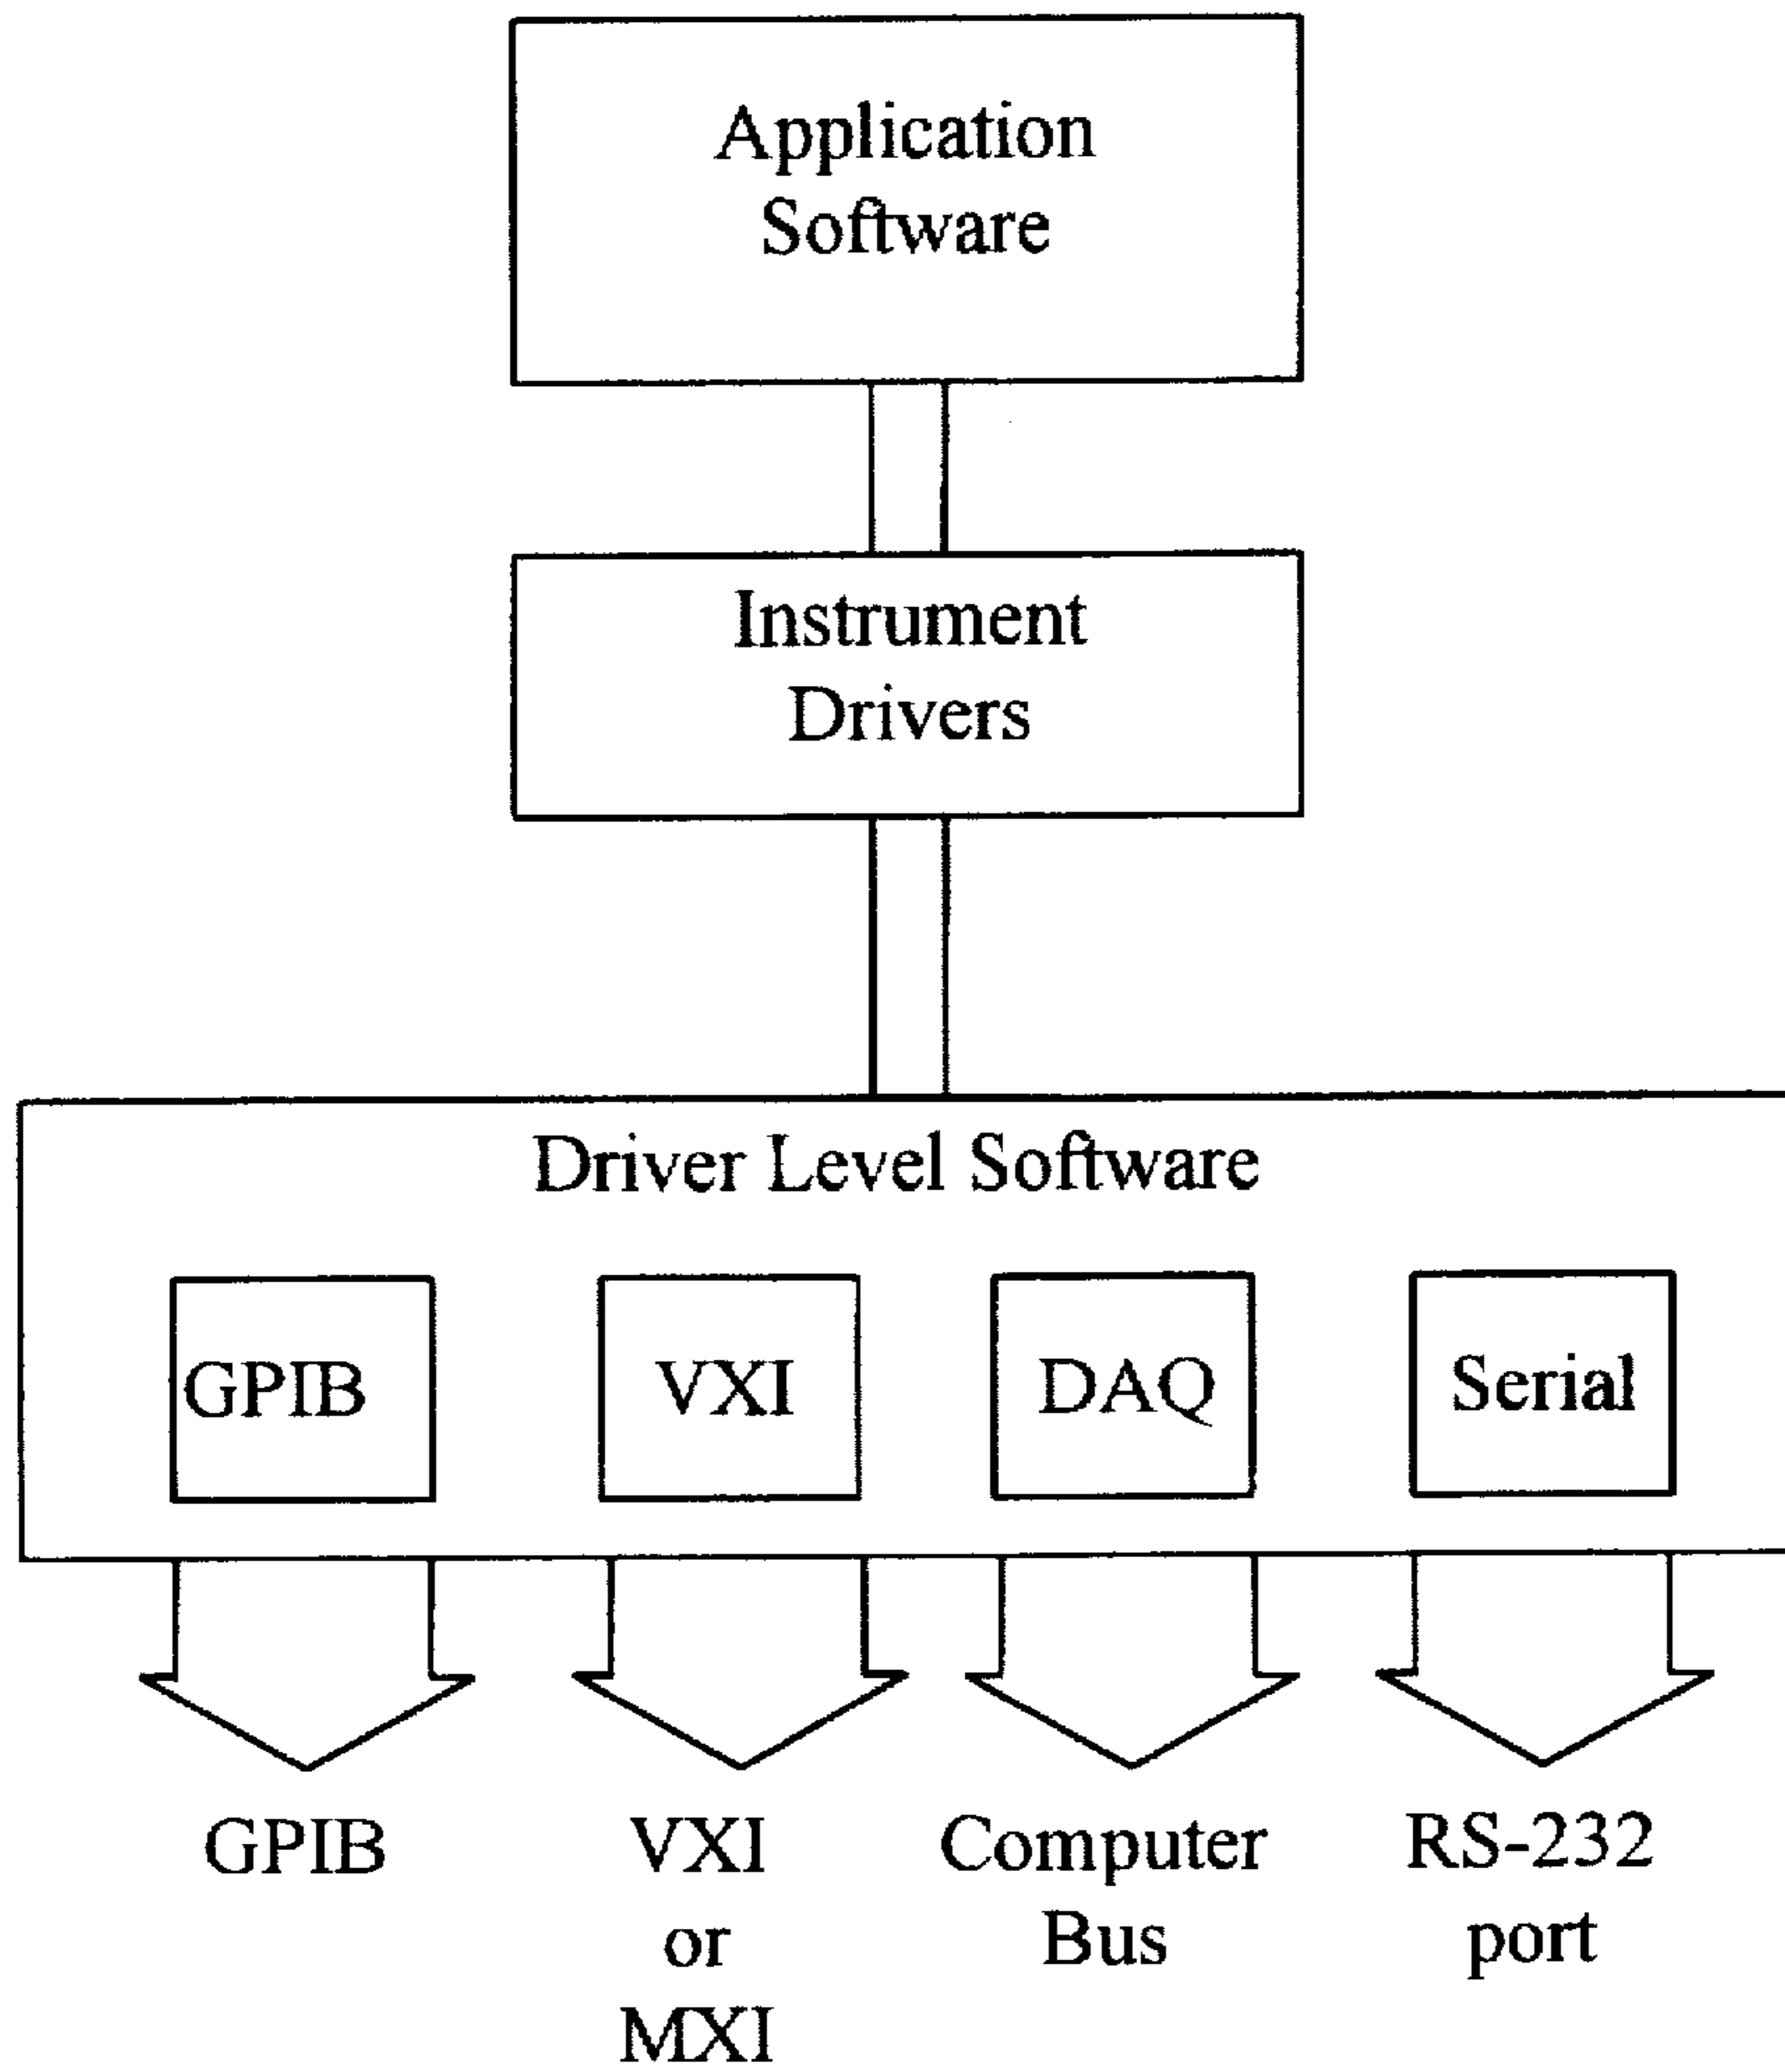 Application
Software
Instrument
Drivers
Driver Level Software
GPIB
VXI
DAQ
Serial
GPIB
VXI
or
MXI
Computer
Bus
RS-232
port